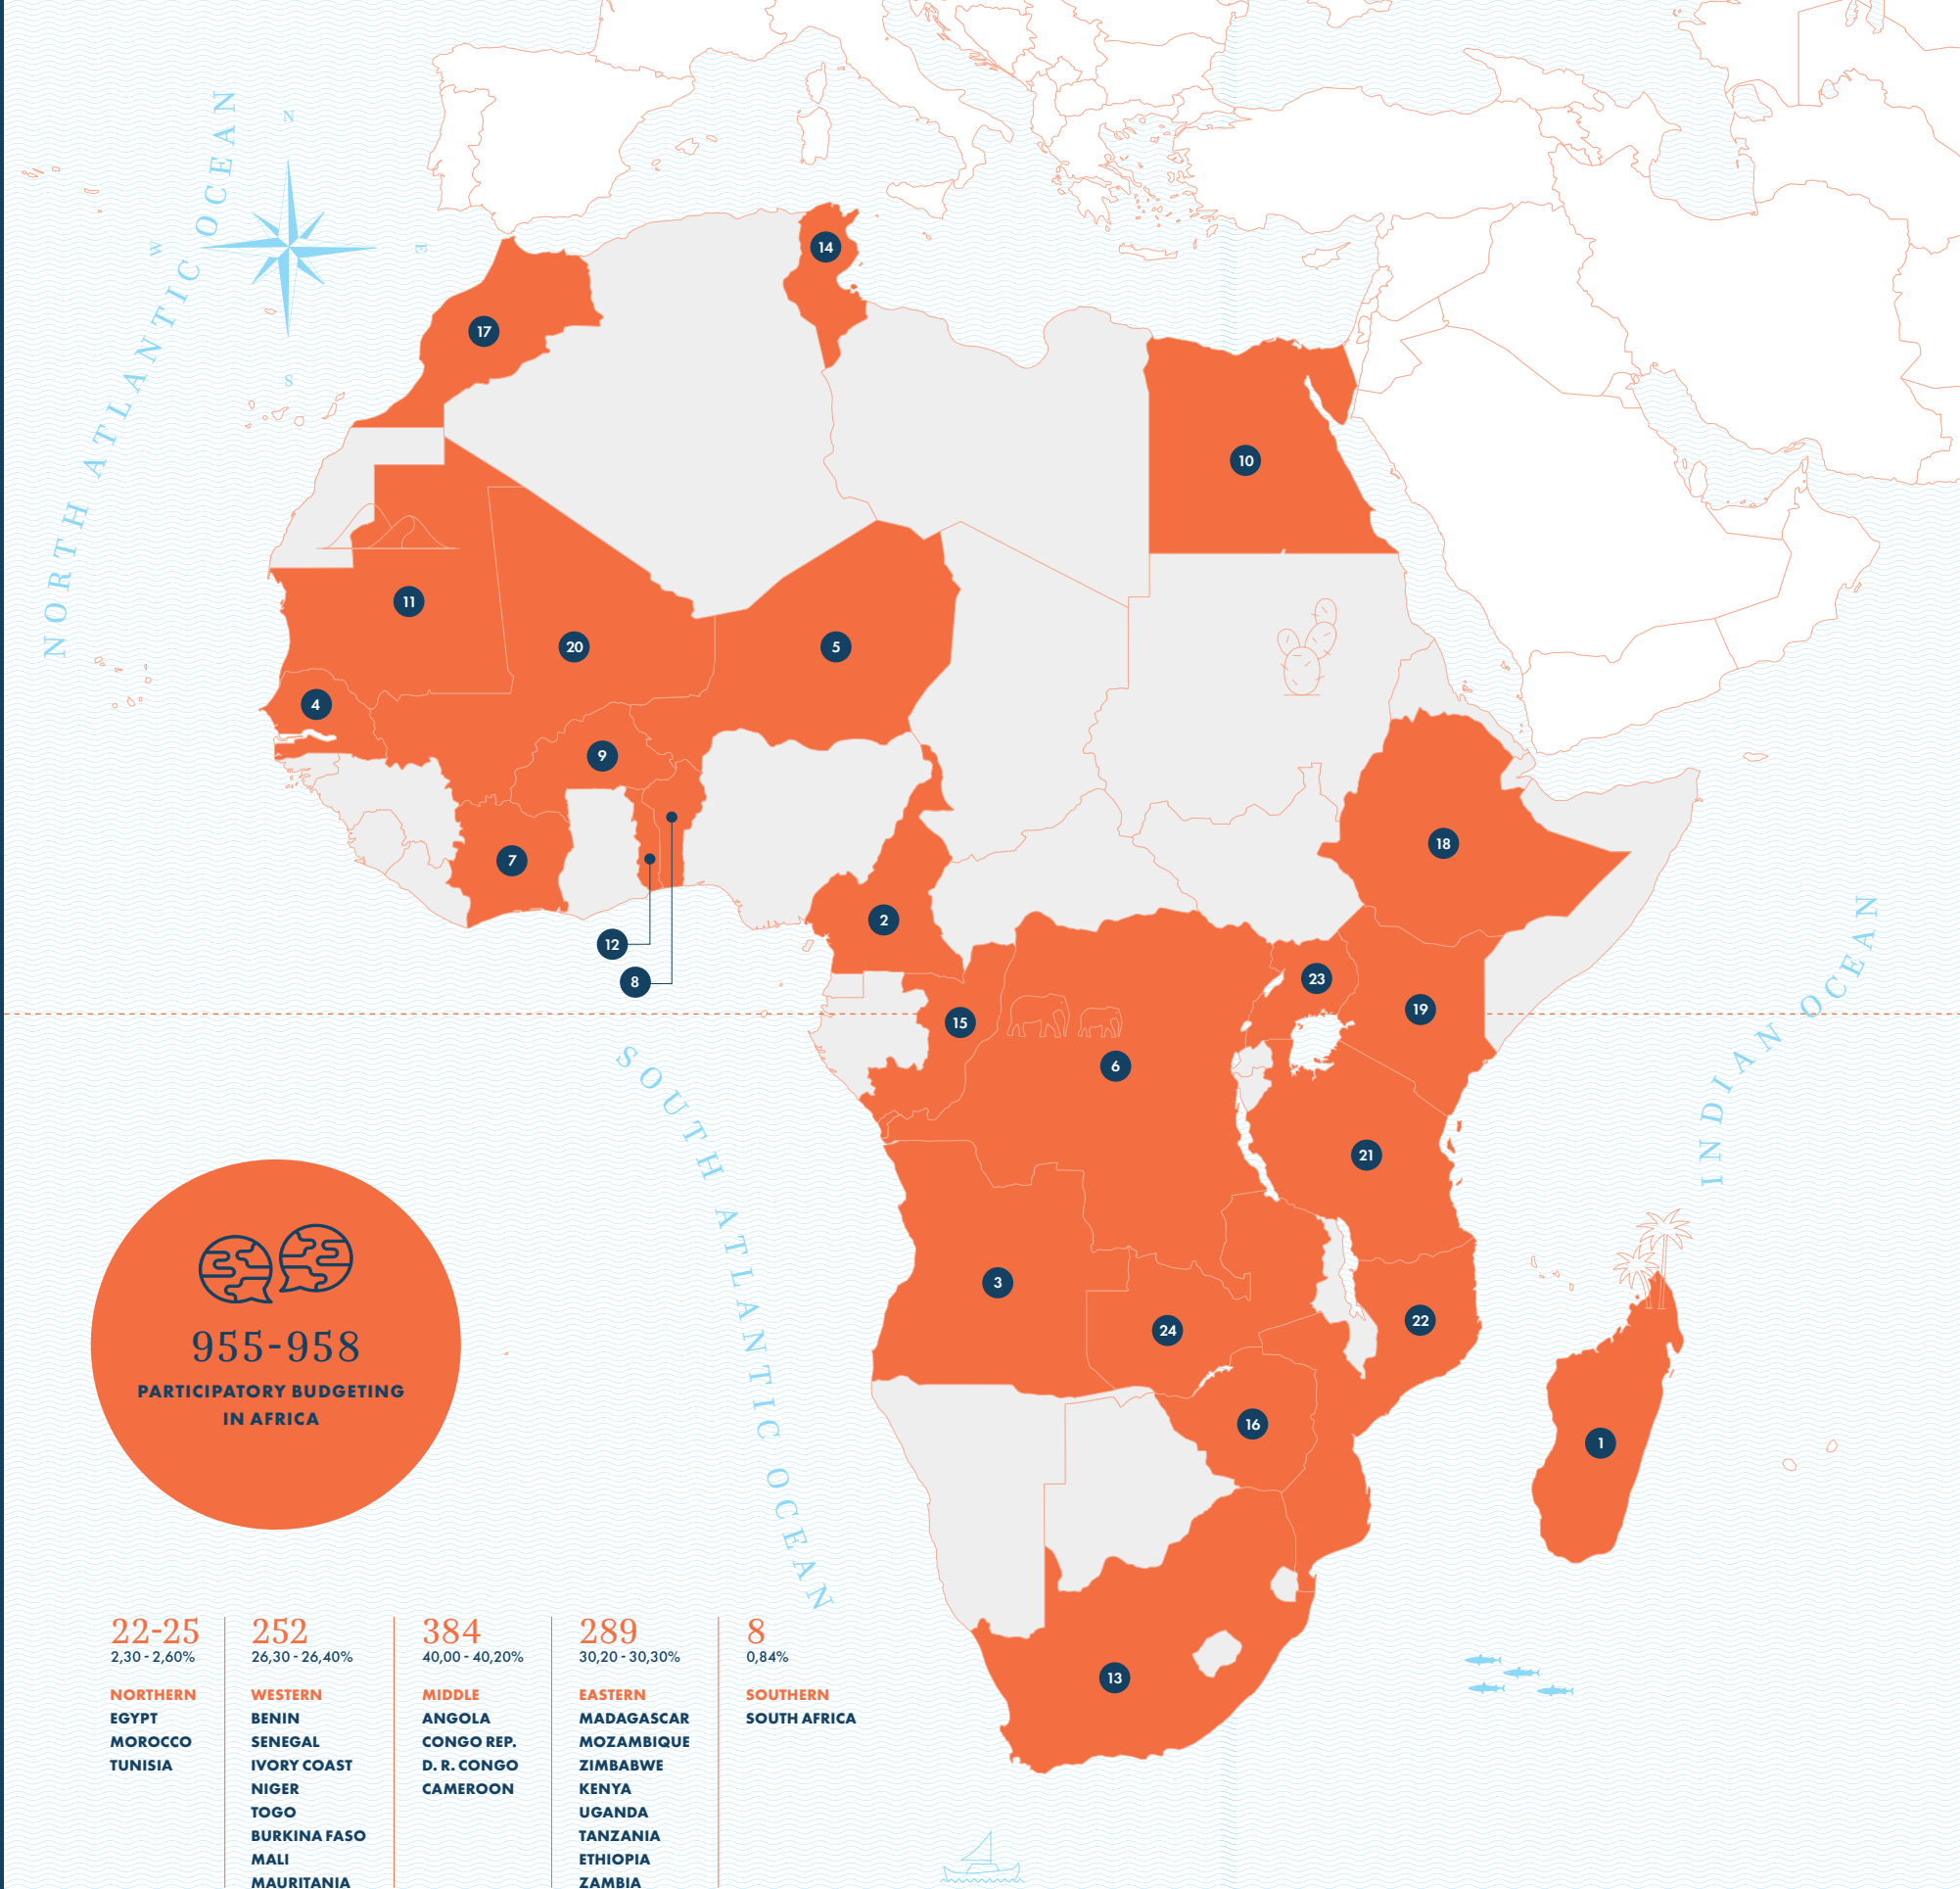 NORTH ATLANTIC OCEAN
N
W
E
S
14
17
10
11
20
5
4
9
7
18
2
12
8
23
15
19
6
21
3
22
24
16
1
13
SOUTH ATLANTIC OCEAN
INDIAN OCEAN
955-958
PARTICIPATORY BUDGETING
IN AFRICA
22-25
2,30 - 2,60%
NORTHERN
EGYPT
MOROCCO
TUNISIA
252
26,30 - 26,40%
WESTERN
BENIN
SENEGAL
IVORY COAST
NIGER
TOGO
BURKINA FASO
MALI
MAURITANIA
384
40,00 - 40,20%
MIDDLE
ANGOLA
CONGO REP.
D. R. CONGO
CAMEROON
289
30,20 - 30,30%
EASTERN
MADAGASCAR
MOZAMBIQUE
ZIMBABWE
KENYA
UGANDA
TANZANIA
ETHIOPIA
ZAMBIA
8
0,84%
SOUTHERN
SOUTH AFRICA